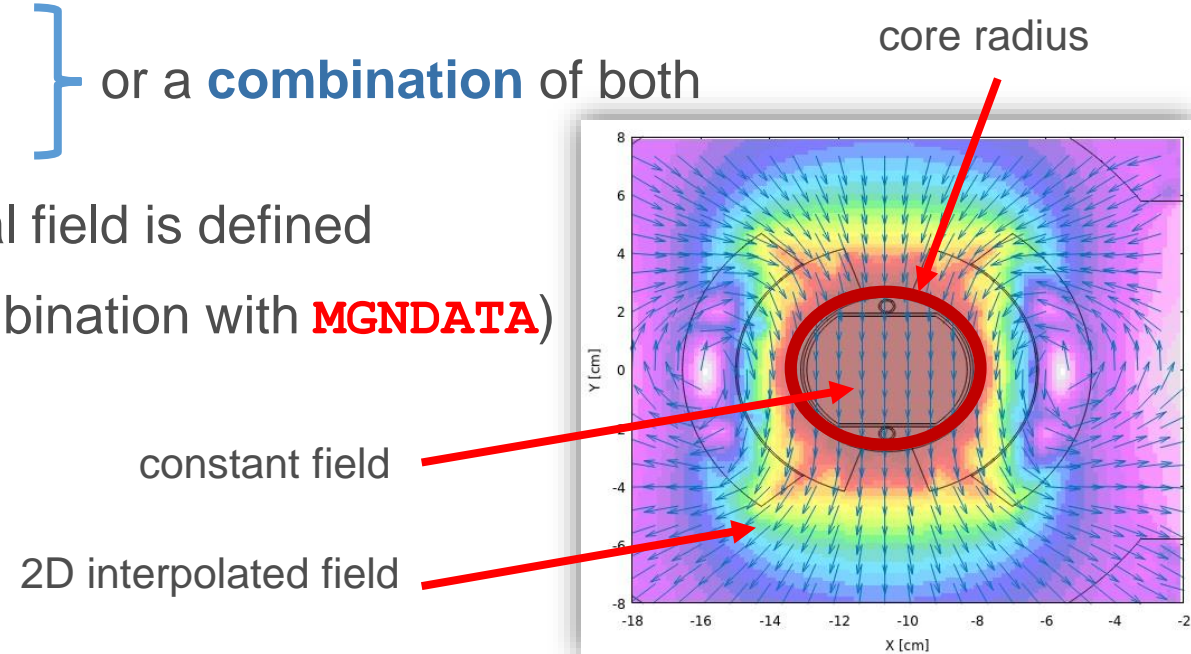 core radius
or a combination of both
al field is defined
bination with MGNDATA)
constant field
2D interpolated field
8
6
4
2
0
-4
-6
-8
Y [cm]
-18 -16 -14 -12 -10 -8 -6 -4 -2
X [cm]